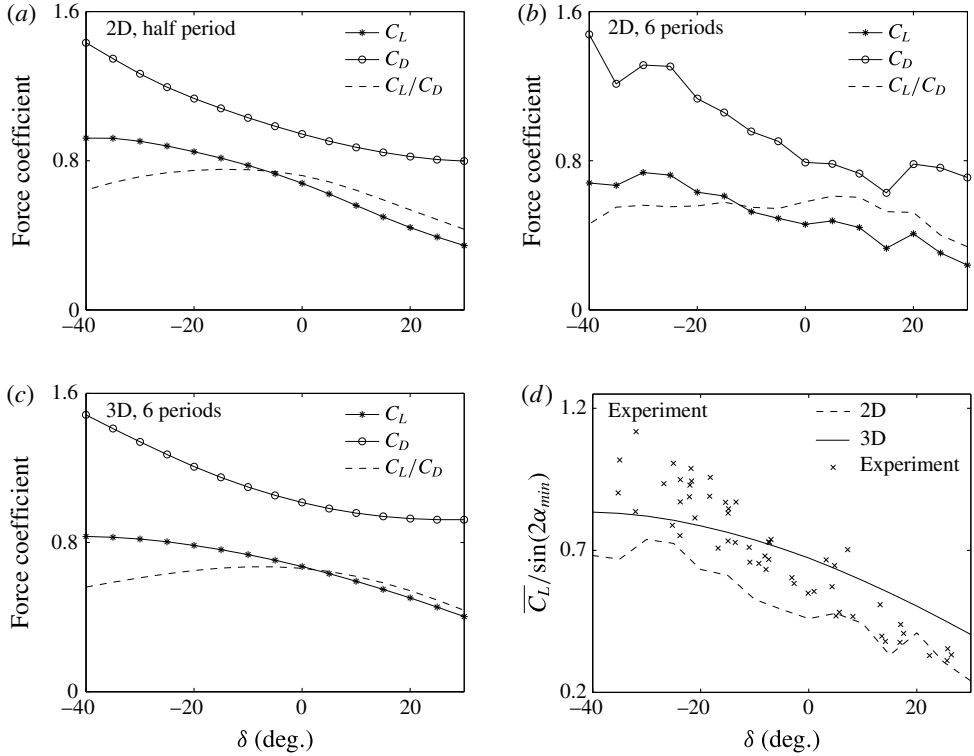 (a)
1.6
2D, half period
C_L
C_D
C_L/C_D
Force coefficient
0.8
0
−40
−20
0
20
(b)
1.6
2D, 6 periods
C_L
C_D
C_L/C_D
Force coefficient
0.8
0
−40
−20
0
20
(c)
1.6
3D, 6 periods
C_L
C_D
C_L/C_D
Force coefficient
0.8
0
−40
−20
0
20
δ (deg.)
(d)
1.2
Experiment
2D
3D
Experiment
\overline{C_L}/sin(2α_{min})
0.7
0.2
−40
−20
0
20
δ (deg.)